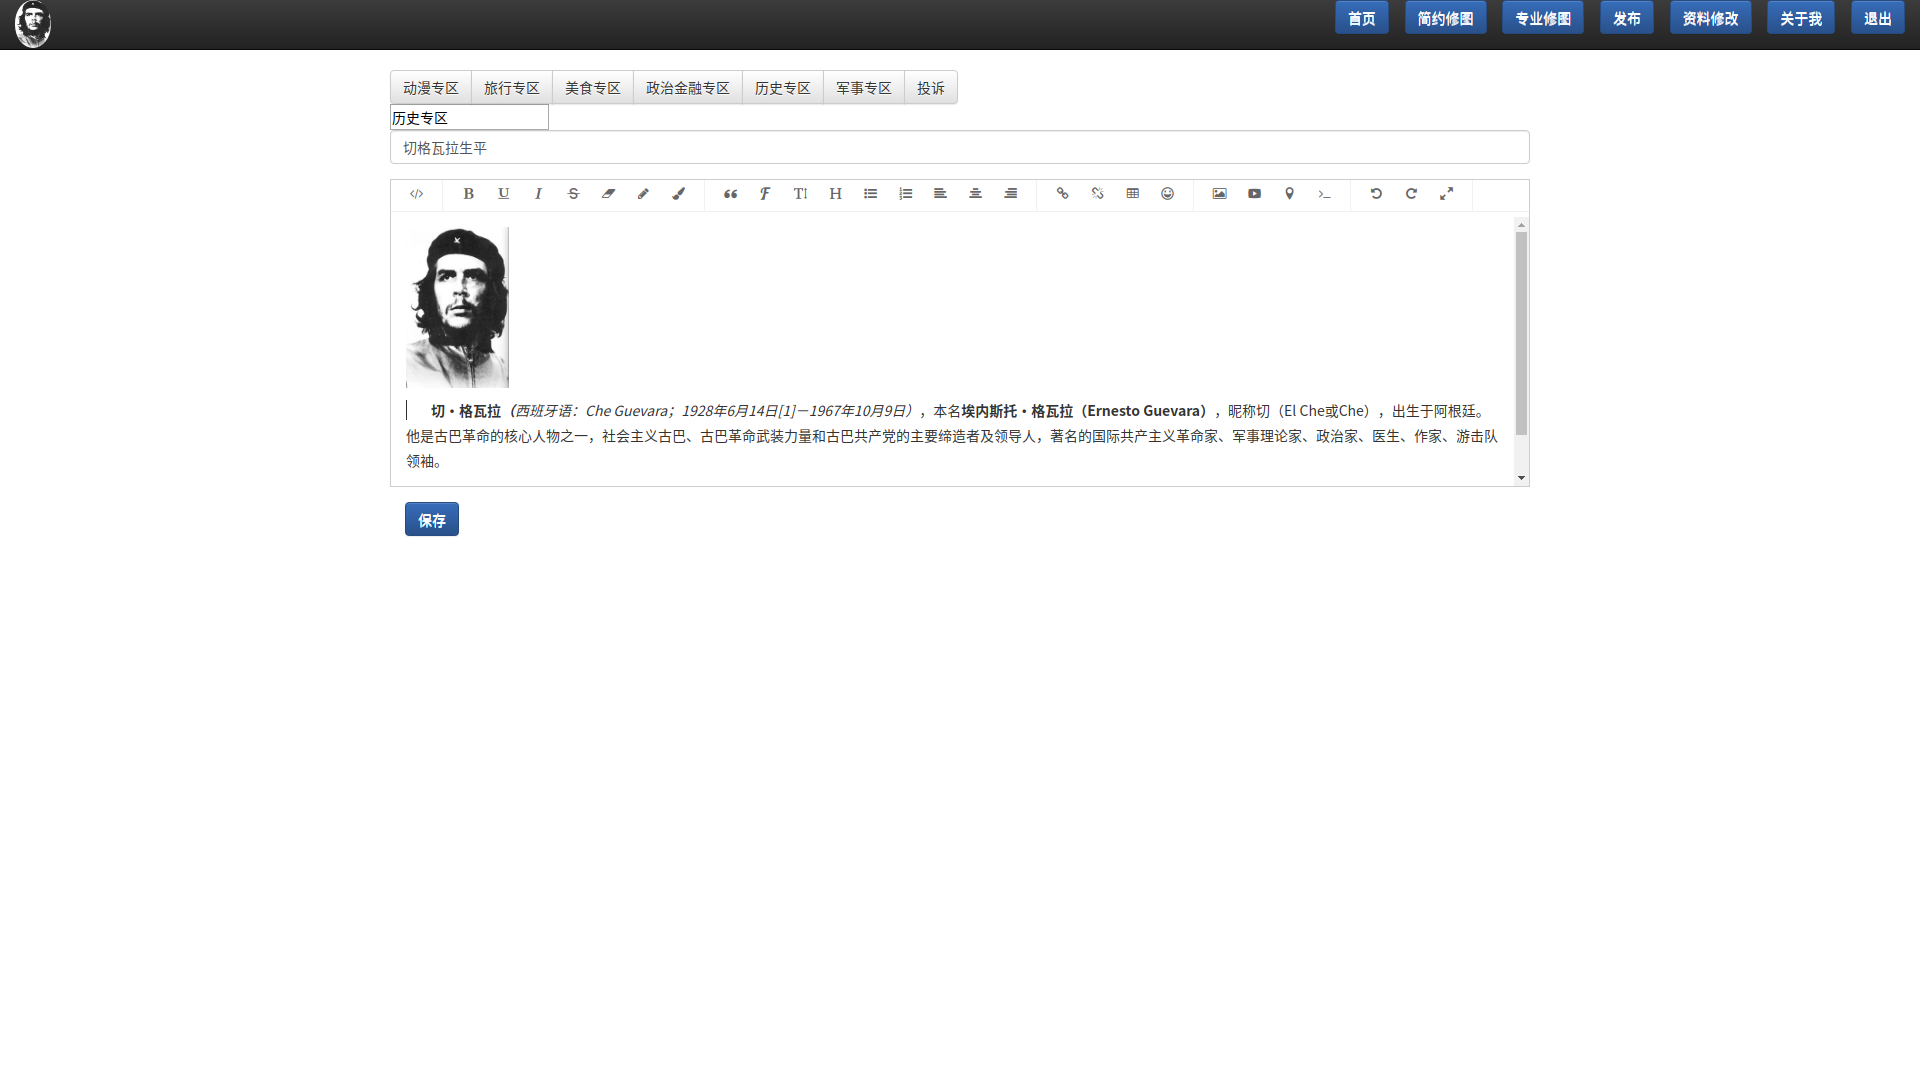 首页 简约修图 专业修图 发布 资料修改 关于我 退出
动漫专区 旅行专区 美食专区 政治金融专区 历史专区 军事专区 投诉
历史专区
切格瓦拉生平
切·格瓦拉（西班牙语：Che Guevara；1928年6月14日[1]－1967年10月9日），本名埃内斯托·格瓦拉（Ernesto Guevara），昵称切（El Che或Che），出生于阿根廷。
他是古巴革命的核心人物之一，社会主义古巴、古巴革命武装力量和古巴共产党的主要缔造者及领导人，著名的国际共产主义革命家、军事理论家、政治家、医生、作家、游击队
领袖。
保存